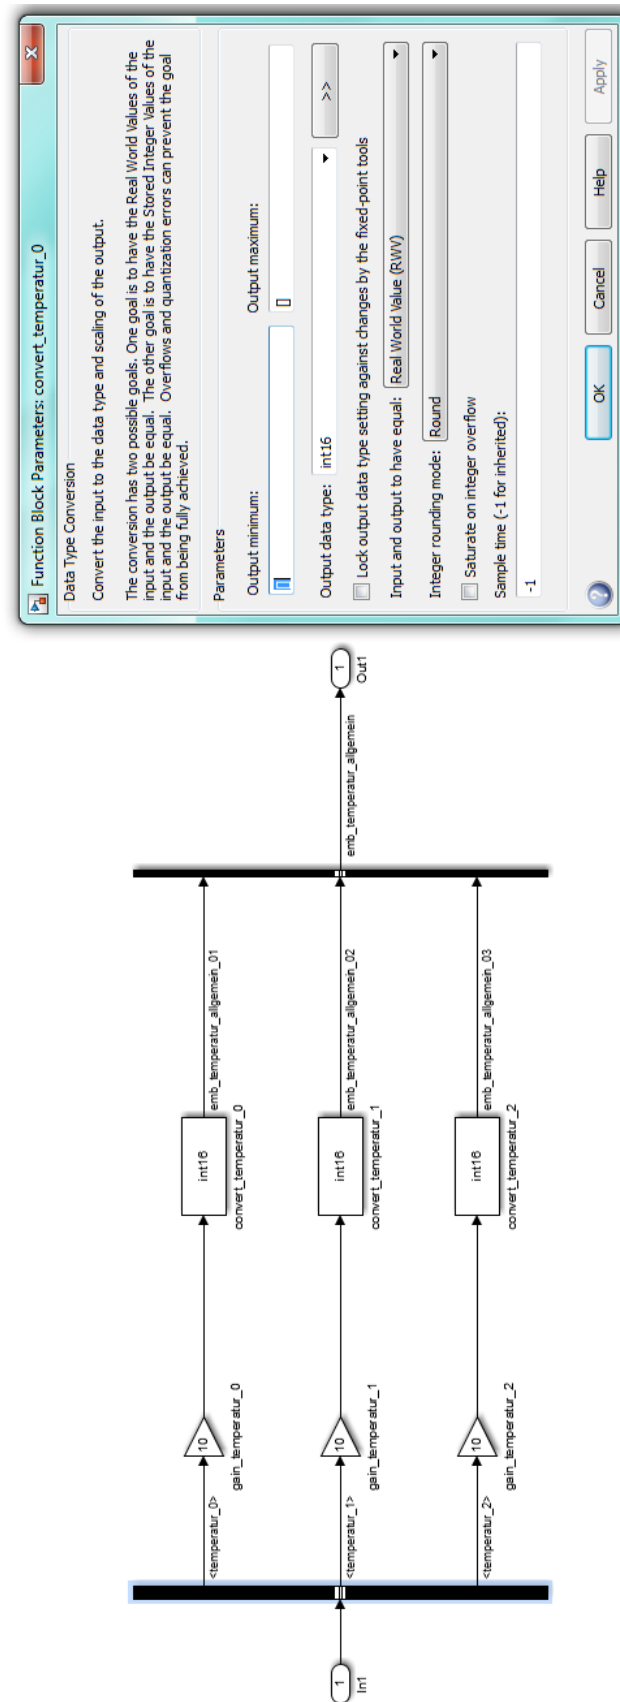 Function Block Parameters: convert_temperatur_0
X
Data Type Conversion
Convert the input to the data type and scaling of the output.
The conversion has two possible goals. One goal is to have the Real World Values of the
input and the output be equal. The other goal is to have the Stored Integer Values of the
input and the output be equal. Overflows and quantization errors can prevent the goal
from being fully achieved.
Parameters
Output minimum:
Output maximum:
[]
[]
Output data type: int16
>>
Lock output data type setting against changes by the fixed-point tools
Input and output to have equal: Real World Value (RWV)
Integer rounding mode: Round
Saturate on integer overflow
Sample time (-1 for inherited):
-1
?
OK
Cancel
Help
Apply
1
In1
<temperatur_0>
10
gain_temperatur_0
int16
convert_temperatur_0
emb_temperatur_allgemein_01
<temperatur_1>
10
gain_temperatur_1
int16
convert_temperatur_1
emb_temperatur_allgemein_02
<temperatur_2>
10
gain_temperatur_2
int16
convert_temperatur_2
emb_temperatur_allgemein_03
emb_temperatur_allgemein
1
Out1